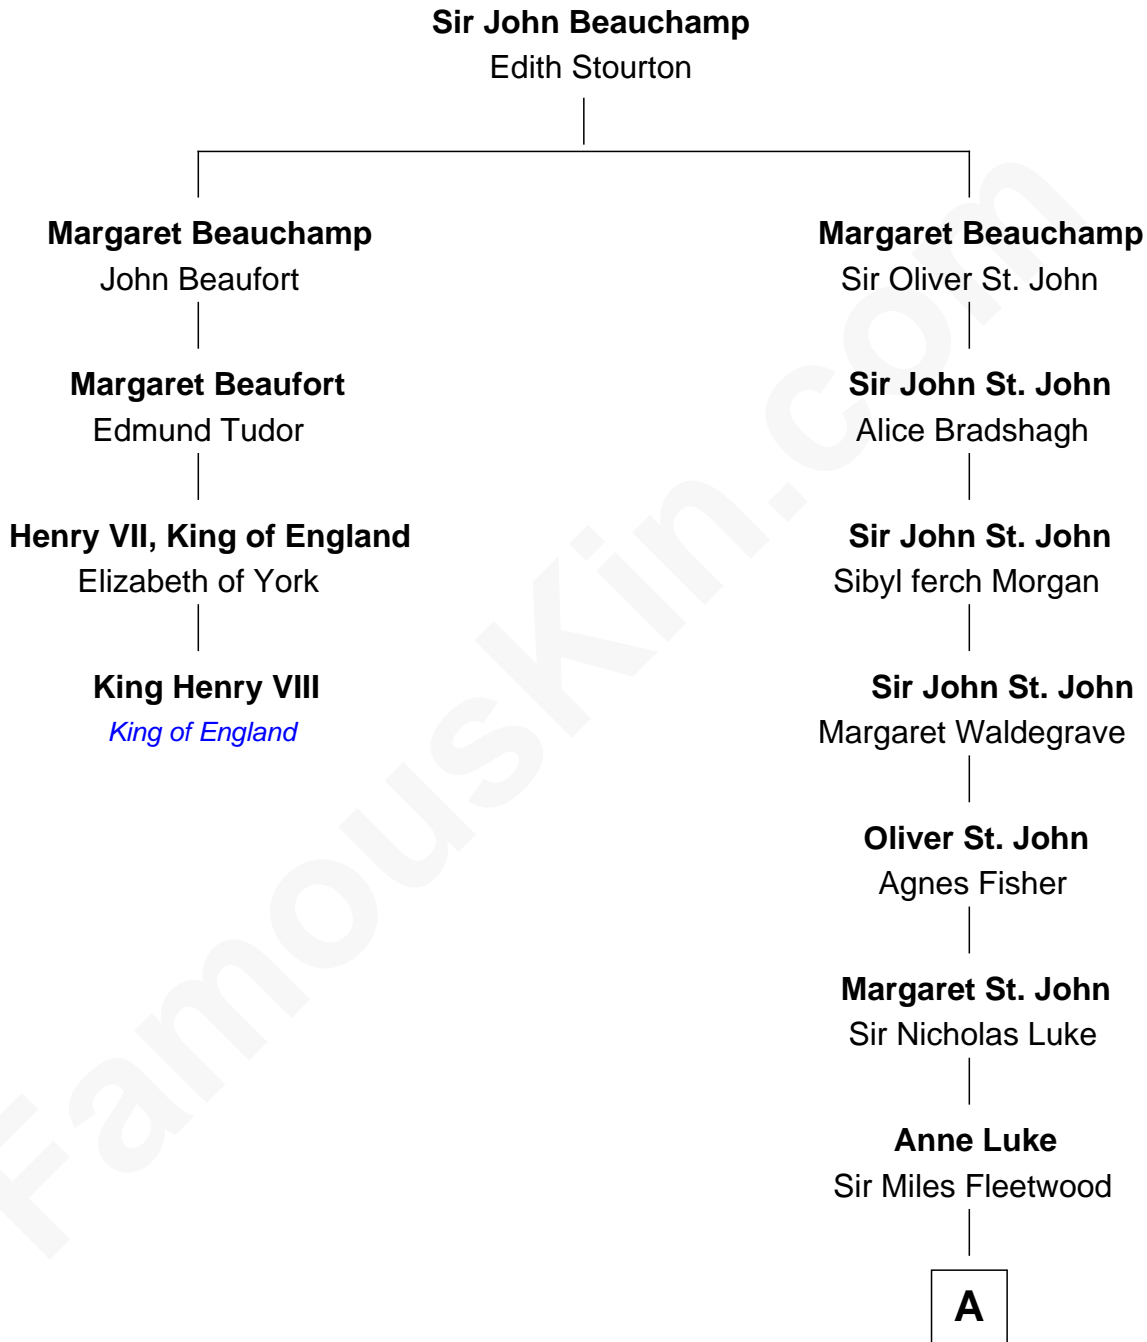 Sir John Beauchamp
Edith Stourton
Margaret Beauchamp
John Beaufort
Margaret Beaufort
Edmund Tudor
Henry VII, King of England
Elizabeth of York
King Henry VIII
King of England
Margaret Beauchamp
Sir Oliver St. John
Sir John St. John
Alice Bradshagh
Sir John St. John
Sibyl ferch Morgan
Sir John St. John
Margaret Waldegrave
Oliver St. John
Agnes Fisher
Margaret St. John
Sir Nicholas Luke
Anne Luke
Sir Miles Fleetwood
A
FamousKin.com